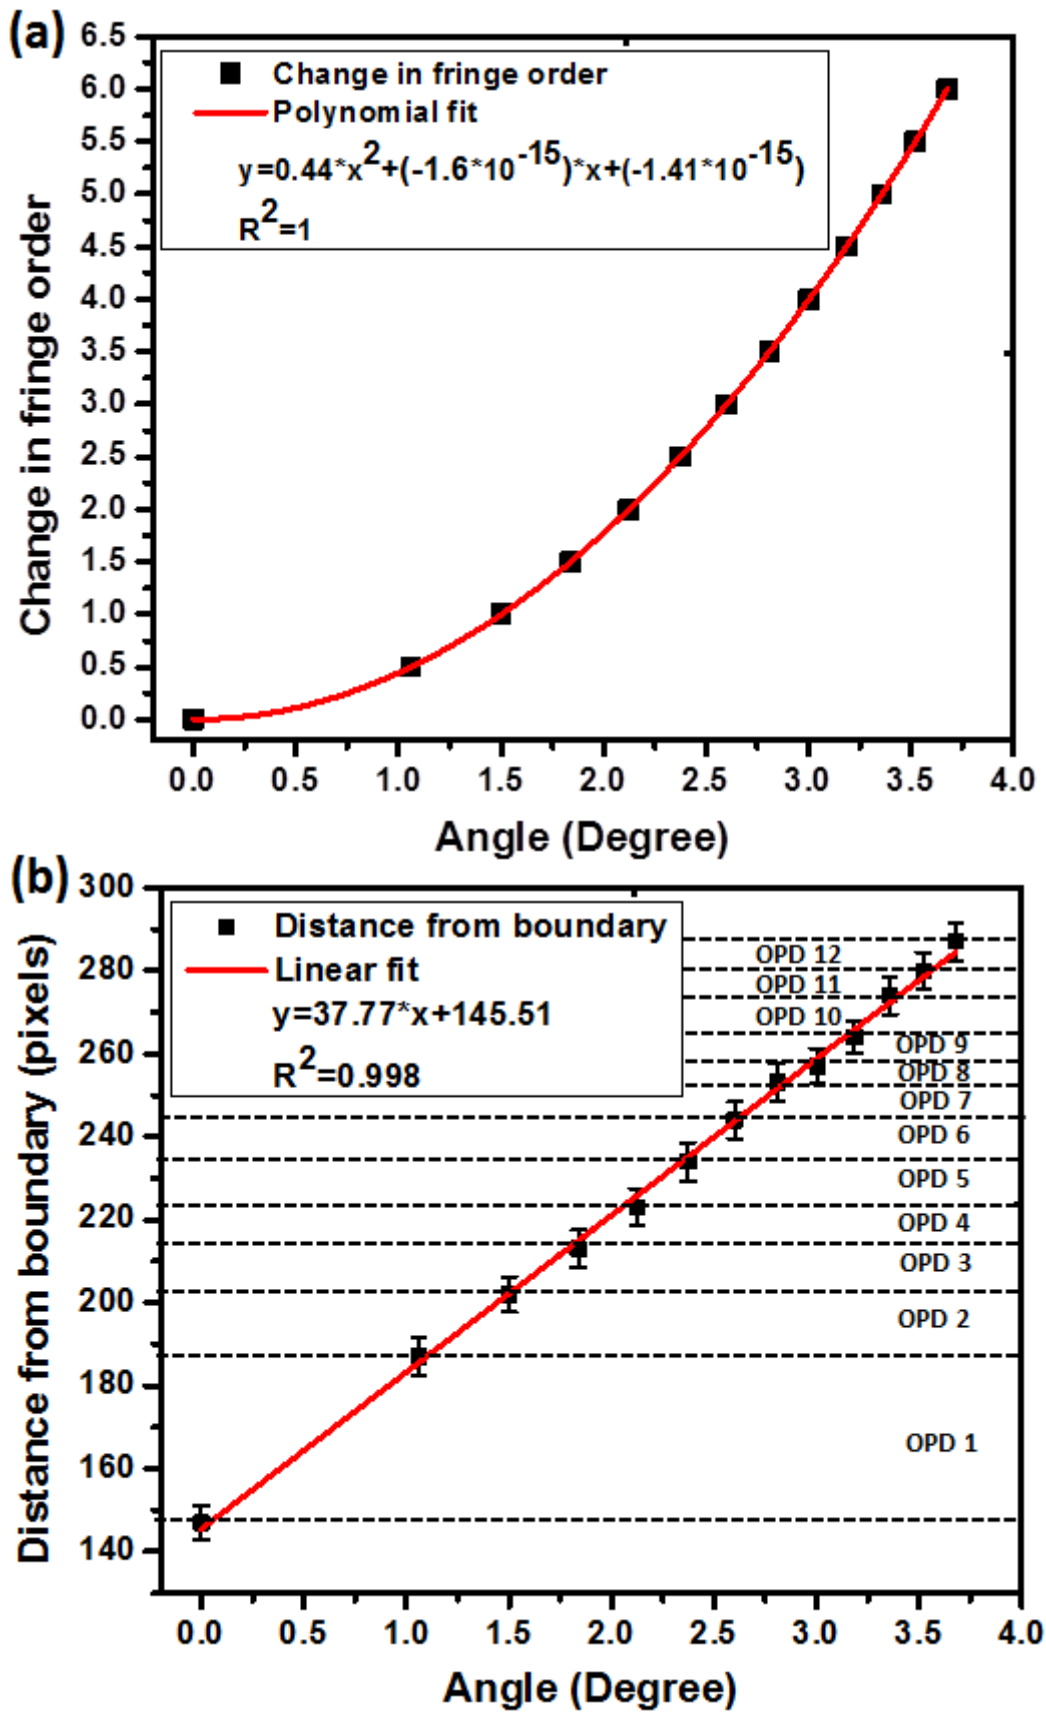 (a)
6.5
6.0
5.5
5.0
4.5
4.0
3.5
3.0
2.5
2.0
1.5
1.0
0.5
0.0
Change in fringe order
Change in fringe order
Polynomial fit
y=0.44*x^2+(-1.6*10^-15)*x+(-1.41*10^-15)
R^2=1
0.0 0.5 1.0 1.5 2.0 2.5 3.0 3.5 4.0
Angle (Degree)
(b)
300
280
260
240
220
200
180
160
140
Distance from boundary (pixels)
Distance from boundary
Linear fit
y=37.77*x+145.51
R^2=0.998
OPD 12
OPD 11
OPD 10
OPD 9
OPD 8
OPD 7
OPD 6
OPD 5
OPD 4
OPD 3
OPD 2
OPD 1
0.0 0.5 1.0 1.5 2.0 2.5 3.0 3.5 4.0
Angle (Degree)